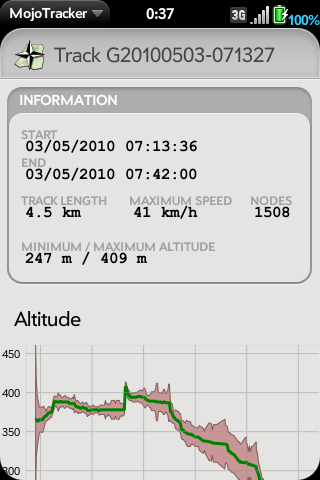 MojoTracker 0:37 3G 100%
Track G20100503-071327
INFORMATION
START
03/05/2010 07:13:36
END
03/05/2010 07:42:00
TRACK LENGTH MAXIMUM SPEED NODES
4.5 km 41 km/h 1508
MINIMUM / MAXIMUM ALTITUDE
247 m / 409 m
Altitude
450
400
350
300